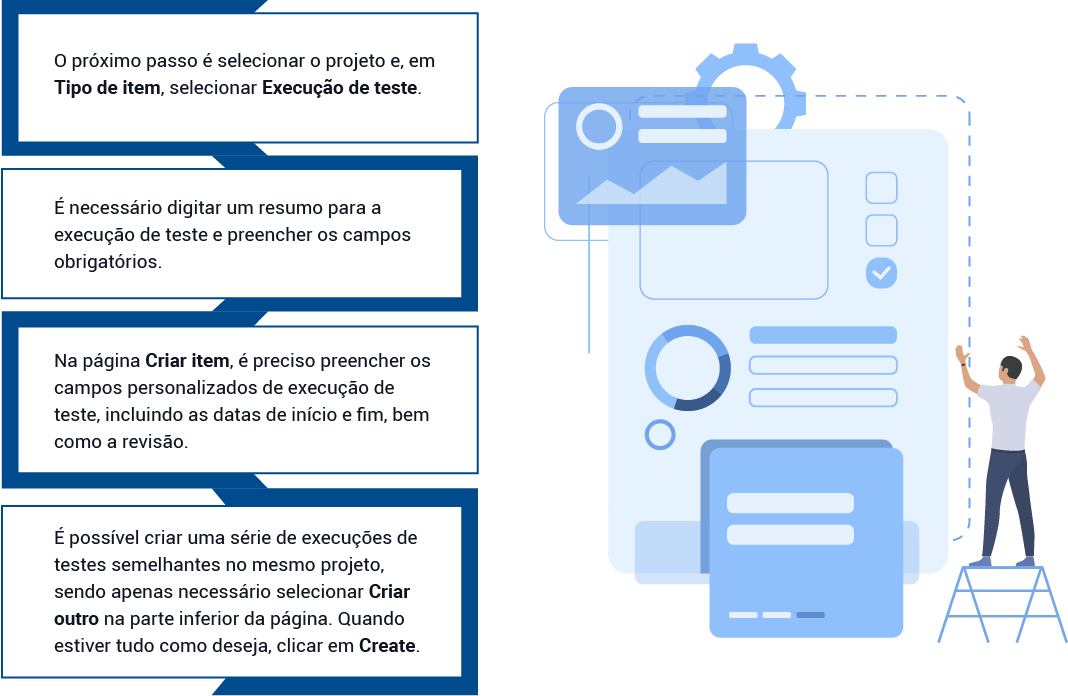 O próximo passo é selecionar o projeto e, em
Tipo de item, selecionar Execução de teste.
É necessário digitar um resumo para a
execução de teste e preencher os campos
obrigatórios.
Na página Criar item, é preciso preencher os
campos personalizados de execução de
teste, incluindo as datas de início e fim, bem
como a revisão.
É possível criar uma série de execuções de
testes semelhantes no mesmo projeto,
sendo apenas necessário selecionar Criar
outro na parte inferior da página. Quando
estiver tudo como deseja, clicar em Create.